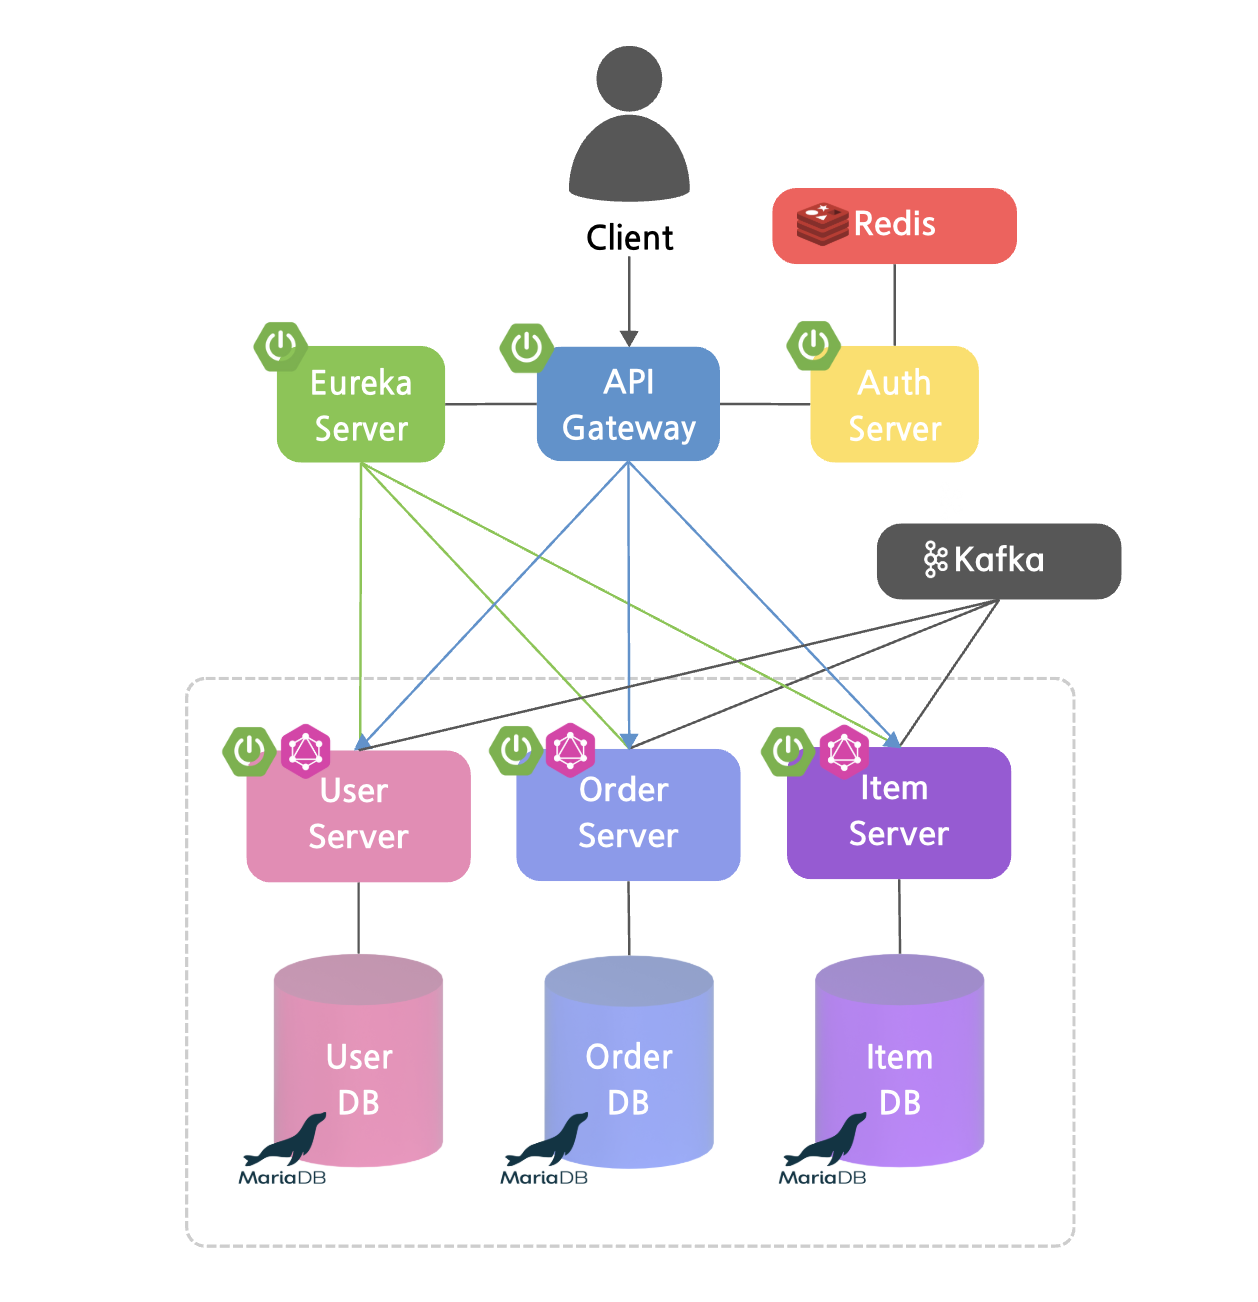 Client
Redis
Eureka
Server
API
Gateway
Auth
Server
Kafka
User
Server
Order
Server
Item
Server
User
DB
Order
DB
Item
DB
MariaDB
MariaDB
MariaDB